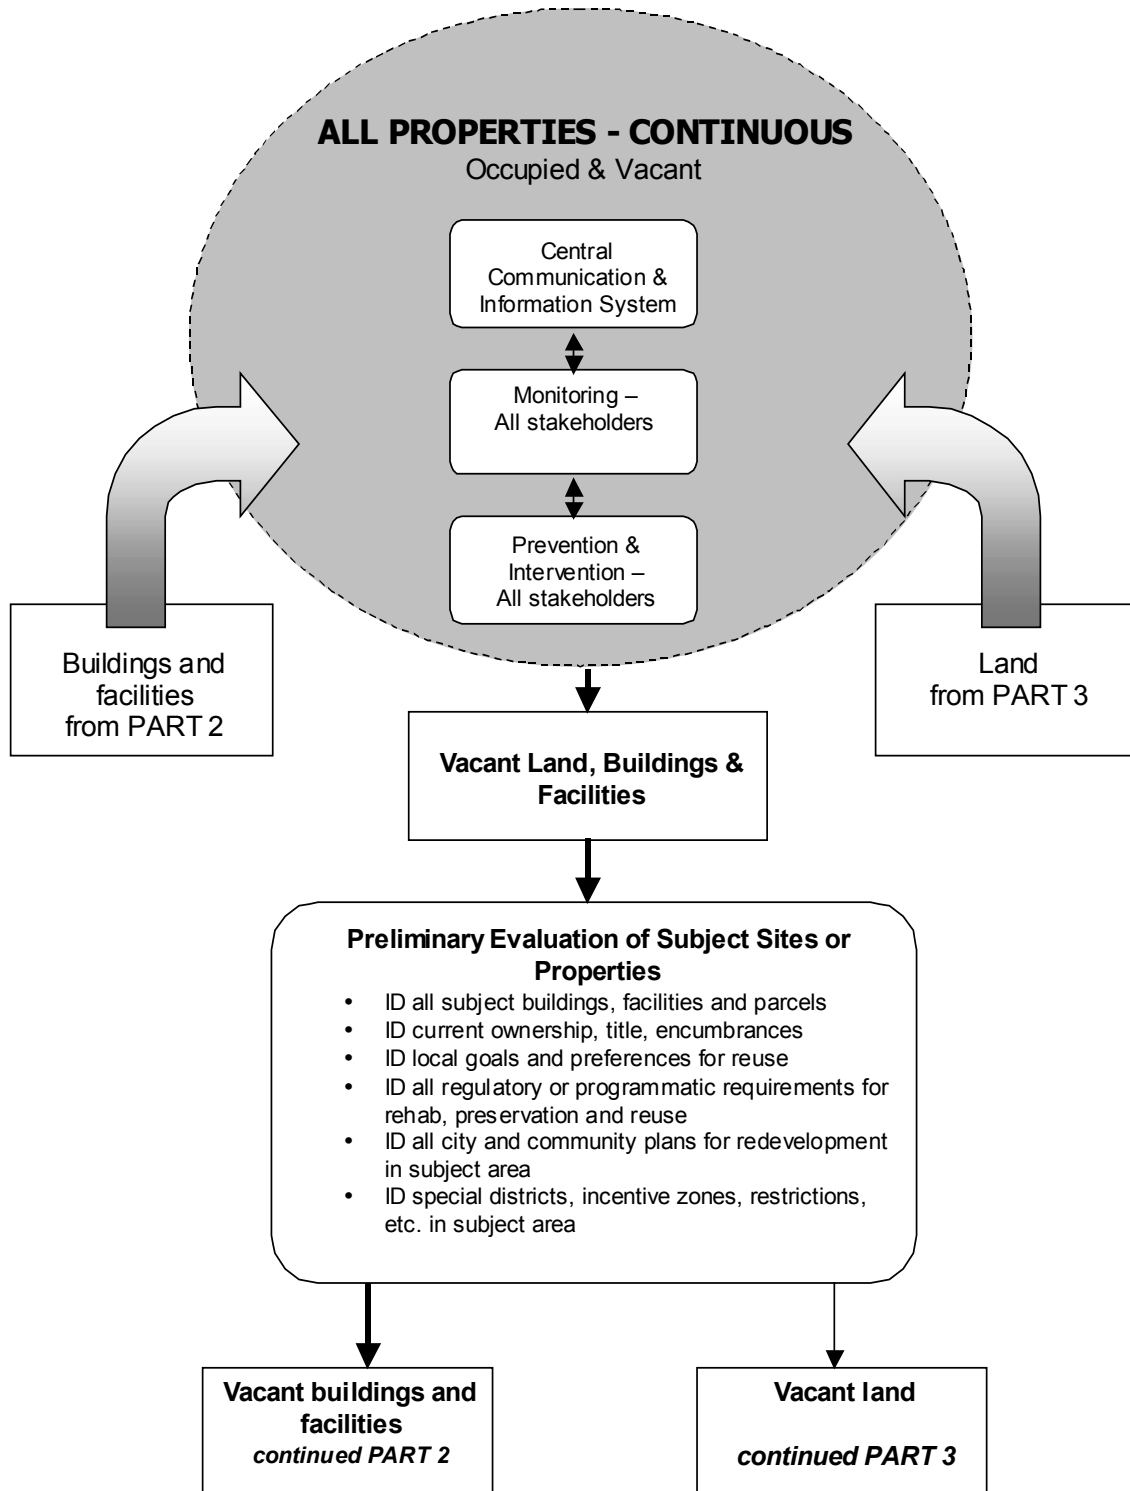 ALL PROPERTIES - CONTINUOUS
Occupied & Vacant
Central
Communication &
Information System
Monitoring –
All stakeholders
Prevention &
Intervention –
All stakeholders
Buildings and
facilities
from PART 2
Land
from PART 3
Vacant Land, Buildings &
Facilities
Preliminary Evaluation of Subject Sites or
Properties
• ID all subject buildings, facilities and parcels
• ID current ownership, title, encumbrances
• ID local goals and preferences for reuse
• ID all regulatory or programmatic requirements for
rehab, preservation and reuse
• ID all city and community plans for redevelopment
in subject area
• ID special districts, incentive zones, restrictions,
etc. in subject area
Vacant buildings and
facilities
continued PART 2
Vacant land
continued PART 3